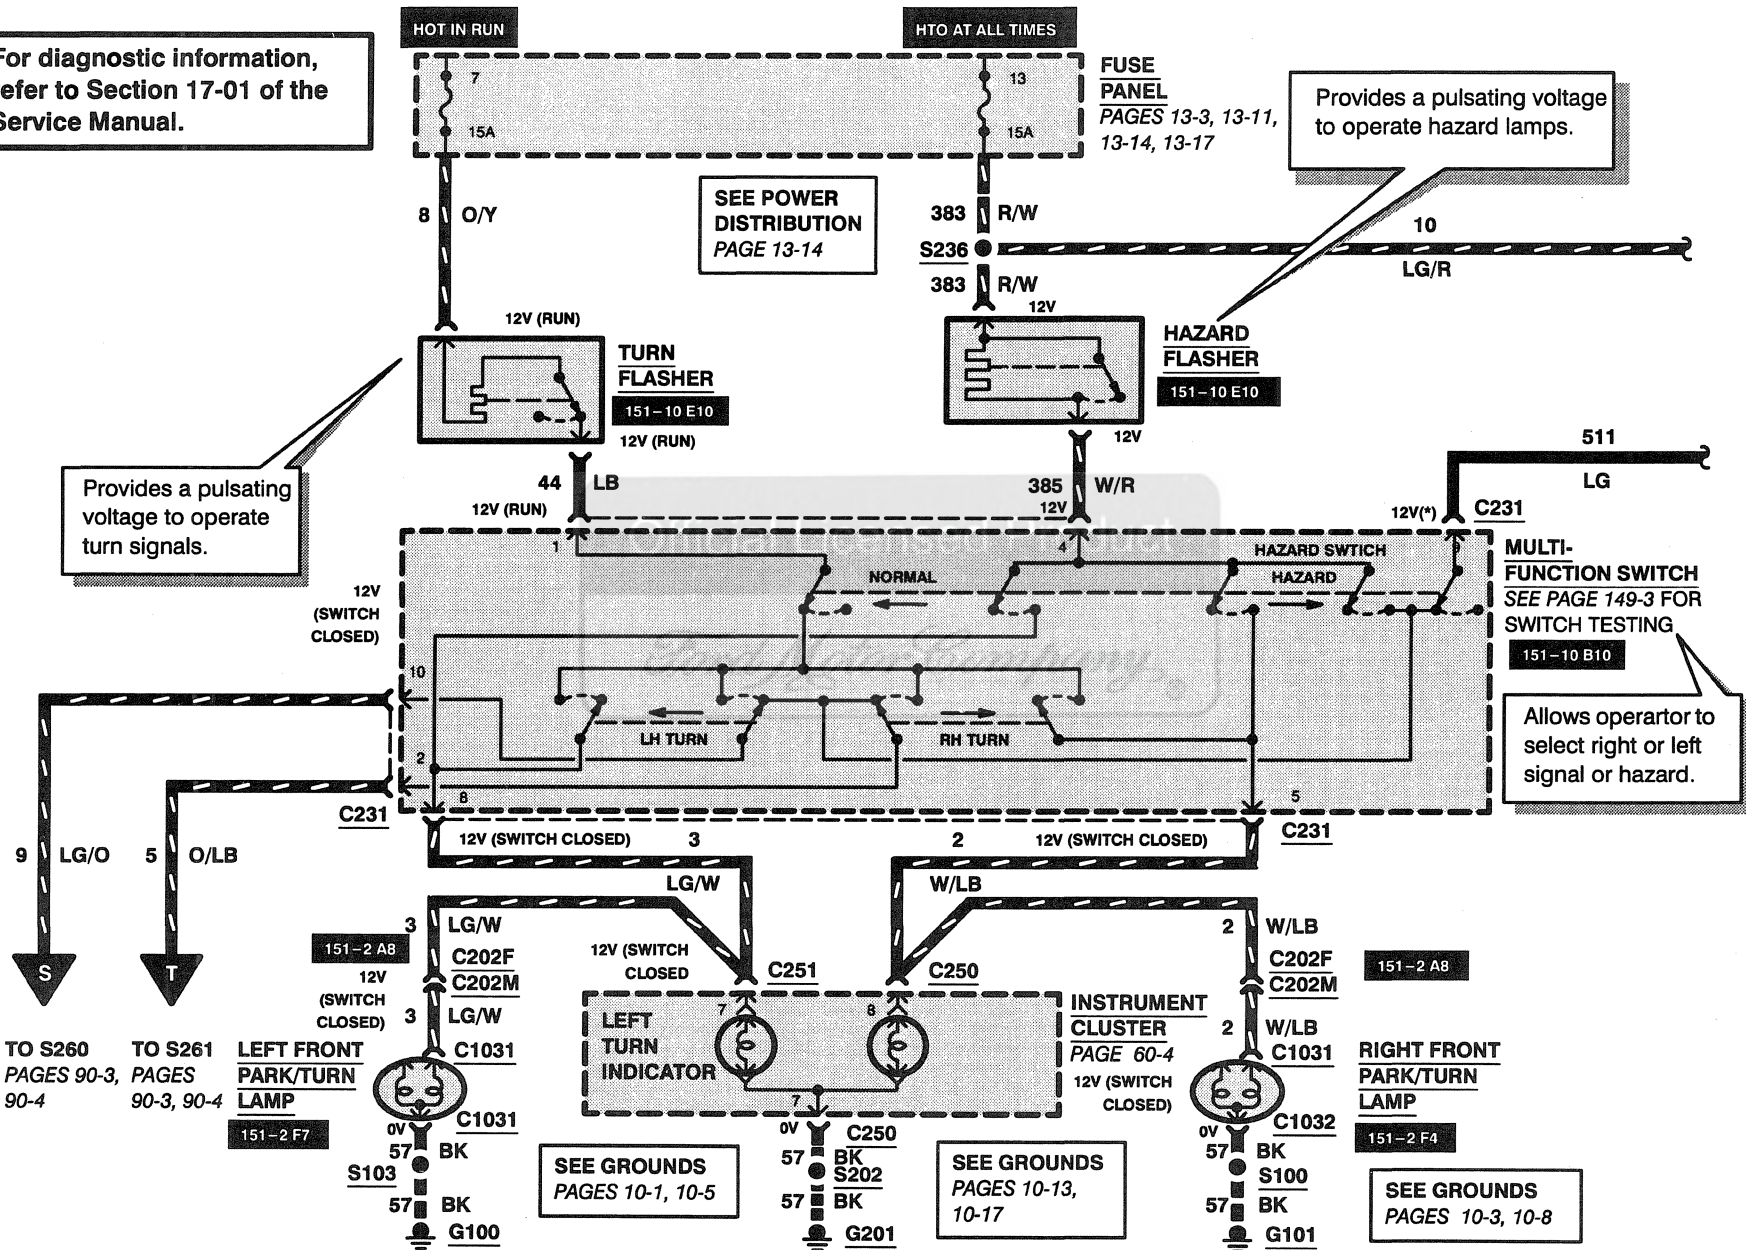 HOT IN RUN
HTO AT ALL TIMES
For diagnostic information,
refer to Section 17-01 of the
Service Manual.
7
15A
13
15A
FUSE
PANEL
PAGES 13-3, 13-11,
13-14, 13-17
Provides a pulsating voltage
to operate hazard lamps.
8 O/Y
SEE POWER
DISTRIBUTION
PAGE 13-14
383 R/W
S236
10
LG/R
383 R/W
12V (RUN)
12V
TURN
FLASHER
151-10 E10
12V (RUN)
HAZARD
FLASHER
151-10 E10
12V
Provides a pulsating
voltage to operate
turn signals.
44 LB
12V (RUN)
385 W/R
12V
511
LG
12V(*)
C231
Official Licensed Product
1
4
9
HAZARD SWTICH
NORMAL
HAZARD
12V
(SWITCH
CLOSED)
MULTI-
FUNCTION SWITCH
SEE PAGE 149-3 FOR
SWITCH TESTING
151-10 B10
Ford Motor Company,
®
10
LH TURN
RH TURN
2
8
5
Allows operartor to
select right or left
signal or hazard.
C231
12V (SWITCH CLOSED) 3
2 12V (SWITCH CLOSED)
C231
9 LG/O
5 O/LB
LG/W
W/LB
3 LG/W
2 W/LB
151-2 A8
C202F
C202M
12V
(SWITCH
CLOSED)
12V (SWITCH
CLOSED
C251
C250
C202F
C202M
151-2 A8
S
T
3 LG/W
7
8
LEFT
TURN
INDICATOR
INSTRUMENT
CLUSTER
PAGE 60-4
12V (SWITCH
CLOSED)
2 W/LB
TO S260
PAGES 90-3,
90-4
TO S261
PAGES
90-3, 90-4
LEFT FRONT
PARK/TURN
LAMP
151-2 F7
C1031
C1031
RIGHT FRONT
PARK/TURN
LAMP
151-2 F4
7
0V
C1031
57 BK
S103
57 BK
G100
SEE GROUNDS
PAGES 10-1, 10-5
0V
C250
57 BK
S202
57 BK
G201
SEE GROUNDS
PAGES 10-13,
10-17
0V
C1032
57 BK
S100
57 BK
G101
SEE GROUNDS
PAGES 10-3, 10-8